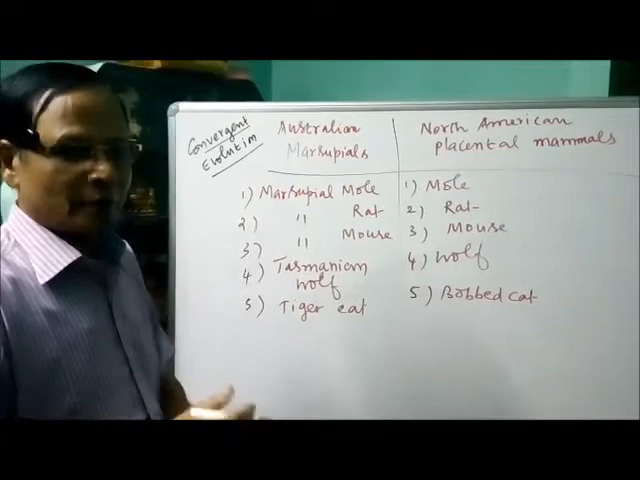 Convergent
Evolution
Australian
Marsupials
North American
placental mammals
1) Marsupial Mole
2) " Rat
3) " Mouse
4) Tasmanian
wolf
5) Tiger cat
1) Mole
2) Rat
3) Mouse
4) wolf
5) Bobbed cat